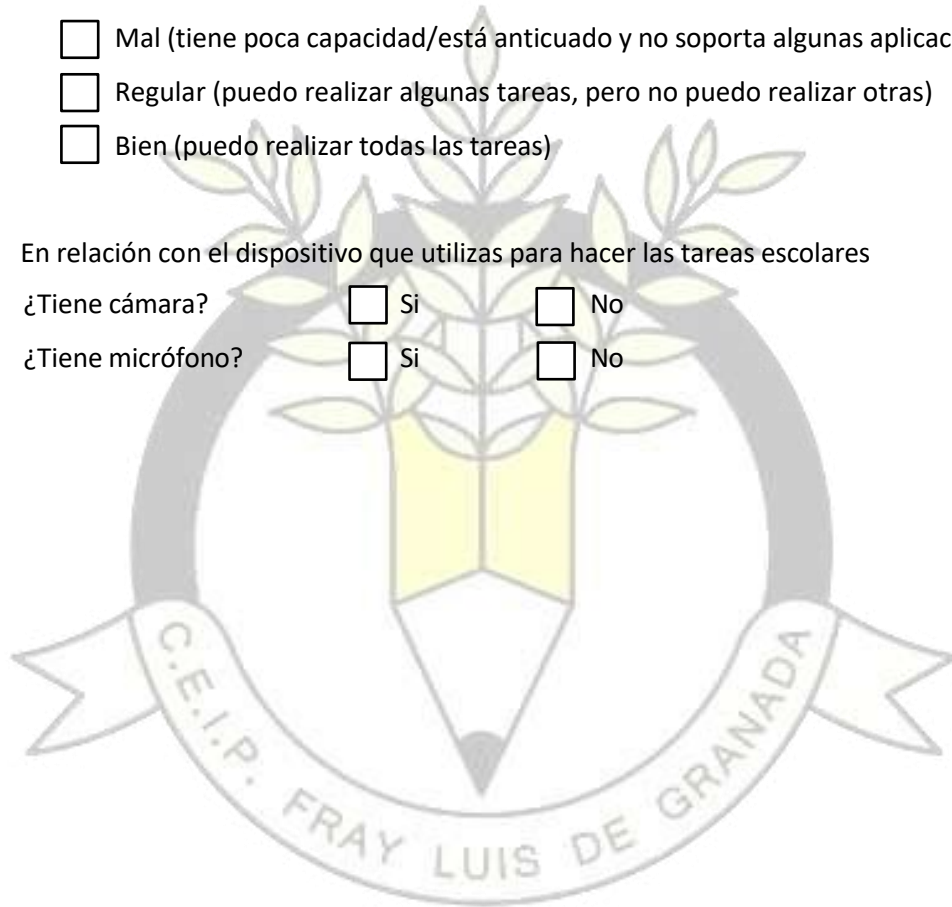 Mal (tiene poca capacidad/está anticuado y no soporta algunas
Regular (puedo realizar algunas tareas, pero no puedo realizar otras)
Bien (puedo realizar todas las tareas)
En relación con el dispositivo que utilizas para hacer las tareas escolares
¿Tiene cámara? Si No
¿Tiene micrófono? Si No
C.E.I.P. FRAY LUIS DE GRANADA